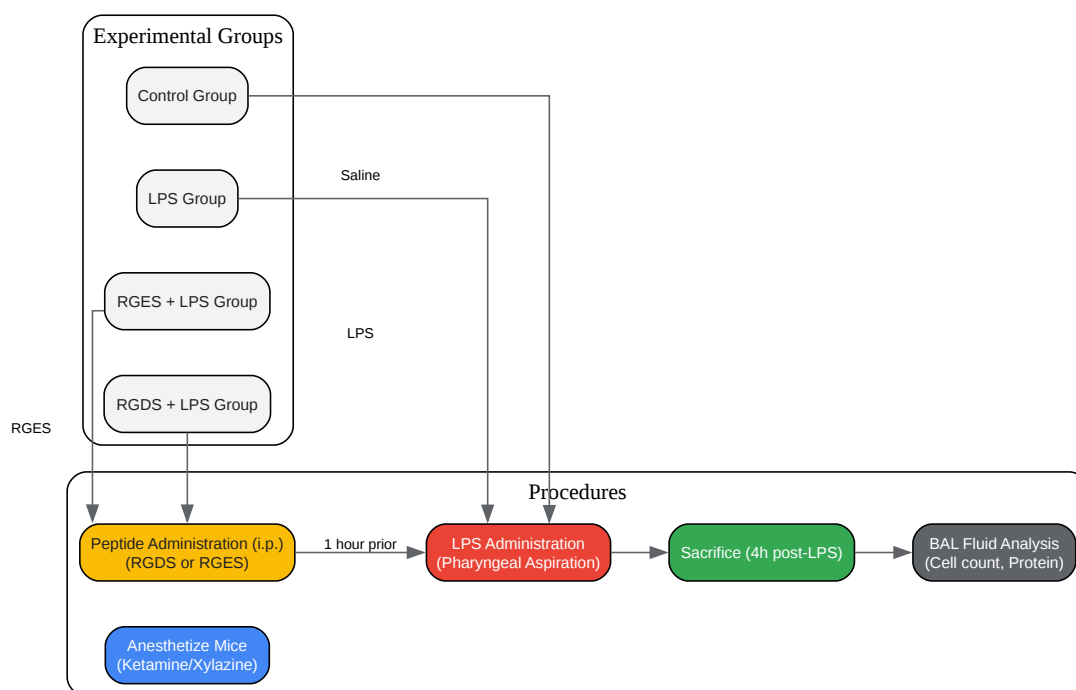 Experimental Groups
Control Group
Saline
LPS Group
RGES + LPS Group
LPS
RGDS + LPS Group
RGES
Procedures
Peptide Administration (i.p.)
(RGDS or RGES)
1 hour prior
LPS Administration
(Pharyngeal Aspiration)
Sacrifice (4h post-LPS)
BAL Fluid Analysis
(Cell count, Protein)
Anesthetize Mice
(Ketamine/Xylazine)